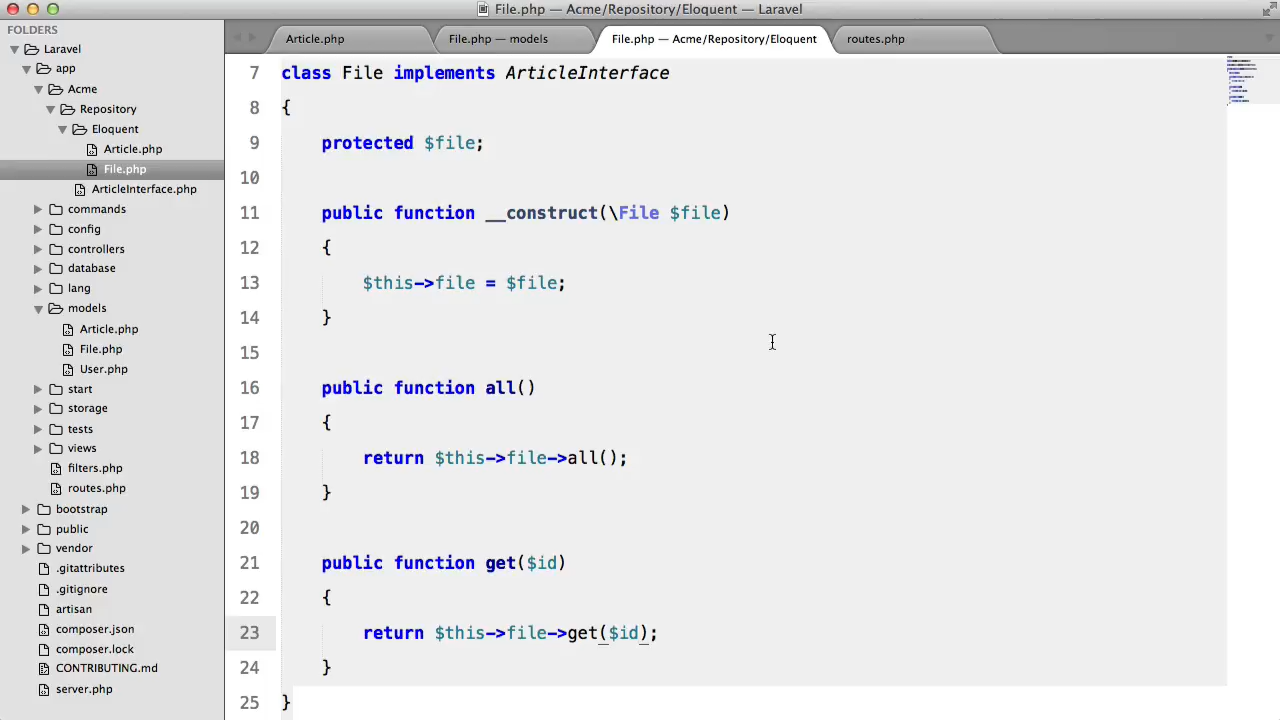 File.php — Acme/Repository/Eloquent — Laravel
FOLDERS
Laravel
app
Acme
Repository
Eloquent
Article.php
File.php
ArticleInterface.php
commands
config
controllers
database
lang
models
Article.php
File.php
User.php
start
storage
tests
views
filters.php
routes.php
bootstrap
public
vendor
.gitattributes
.gitignore
artisan
composer.json
composer.lock
CONTRIBUTING.md
server.php
Article.php
File.php — models
File.php — Acme/Repository/Eloquent
routes.php
7 class File implements ArticleInterface
8 {
9     protected $file;
10
11     public function __construct(\File $file)
12     {
13         $this->file = $file;
14     }
15
16     public function all()
17     {
18         return $this->file->all();
19     }
20
21     public function get($id)
22     {
23         return $this->file->get($id);
24     }
25 }